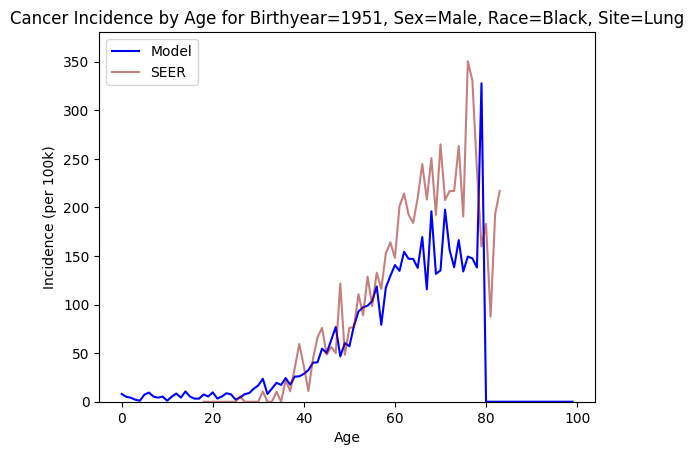 Cancer Incidence by Age for Birthyear=1951, Sex=Male, Race=Black, Site=Lung
Model
SEER
350
300
250
200
150
100
50
0
Incidence (per 100k)
0 20 40 60 80 100
Age